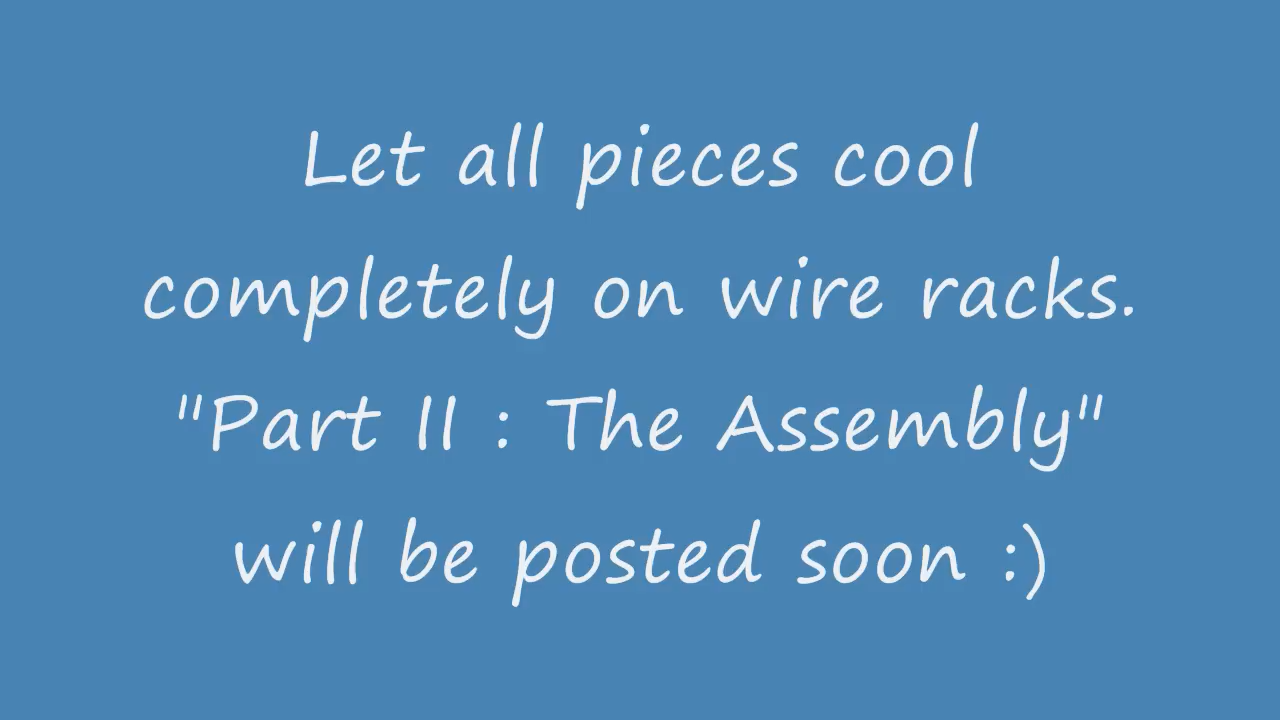 Let all pieces cool
completely on wire racks.
"Part II : The Assembly"
will be posted soon :)